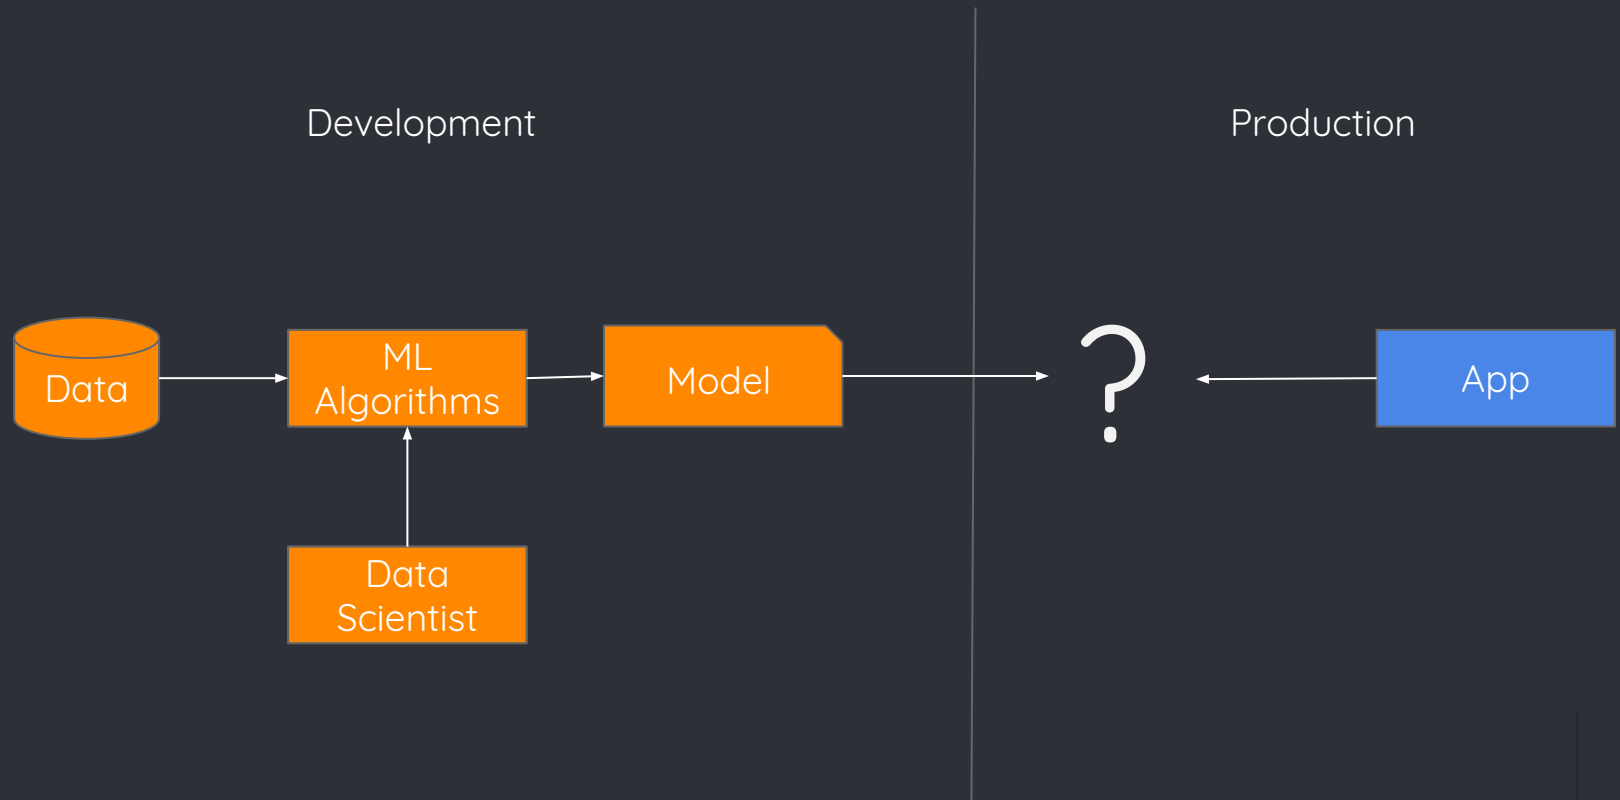 Development
Production
Data
ML
Algorithms
Model
?
App
Data
Scientist